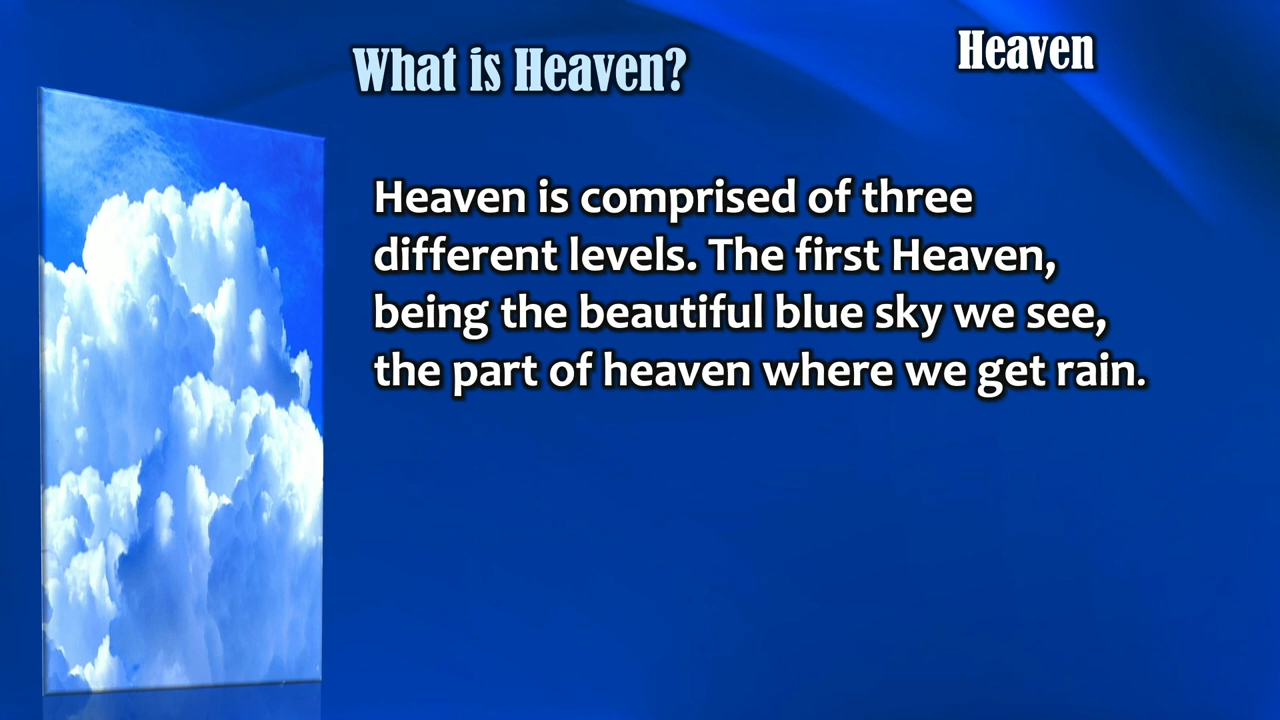 What is Heaven?
Heaven
Heaven is comprised of three
different levels. The first Heaven,
being the beautiful blue sky we see,
the part of heaven where we get rain.